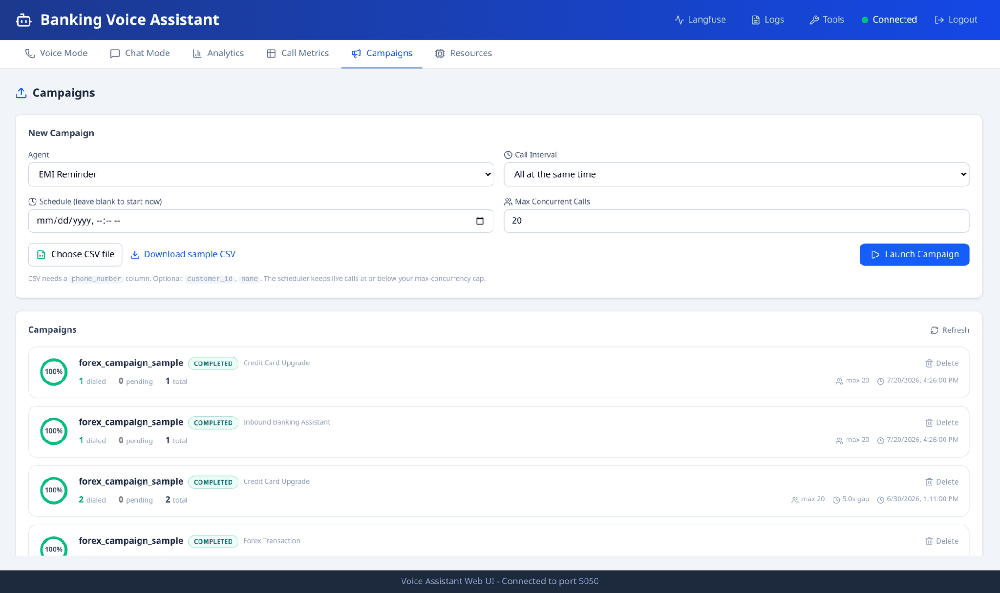 Banking Voice Assistant
Langfuse
Logs
Tools
Connected
Logout
Voice Mode
Chat Mode
Analytics
Call Metrics
Campaigns
Resources
Campaigns
New Campaign
Agent
EMI Reminder
Call Interval
All at the same time
Schedule (leave blank to start now)
mm/dd/yyyy, --:-- --
Max Concurrent Calls
20
Choose CSV file
Download sample CSV
Launch Campaign
CSV needs a phone_number column. Optional: customer_id, name. The scheduler keeps live calls at or below your max-concurrency cap.
Campaigns
Refresh
100%
forex_campaign_sample COMPLETED Credit Card Upgrade
Delete
1 dialed 0 pending 1 total
max 20 7/20/2026, 4:26:00 PM
100%
forex_campaign_sample COMPLETED Inbound Banking Assistant
Delete
1 dialed 0 pending 1 total
max 20 7/20/2026, 4:26:00 PM
100%
forex_campaign_sample COMPLETED Credit Card Upgrade
Delete
2 dialed 0 pending 2 total
max 20 5.0s gap 6/30/2026, 1:11:00 PM
100%
forex_campaign_sample COMPLETED Forex Transaction
Delete
Voice Assistant Web UI - Connected to port 5050